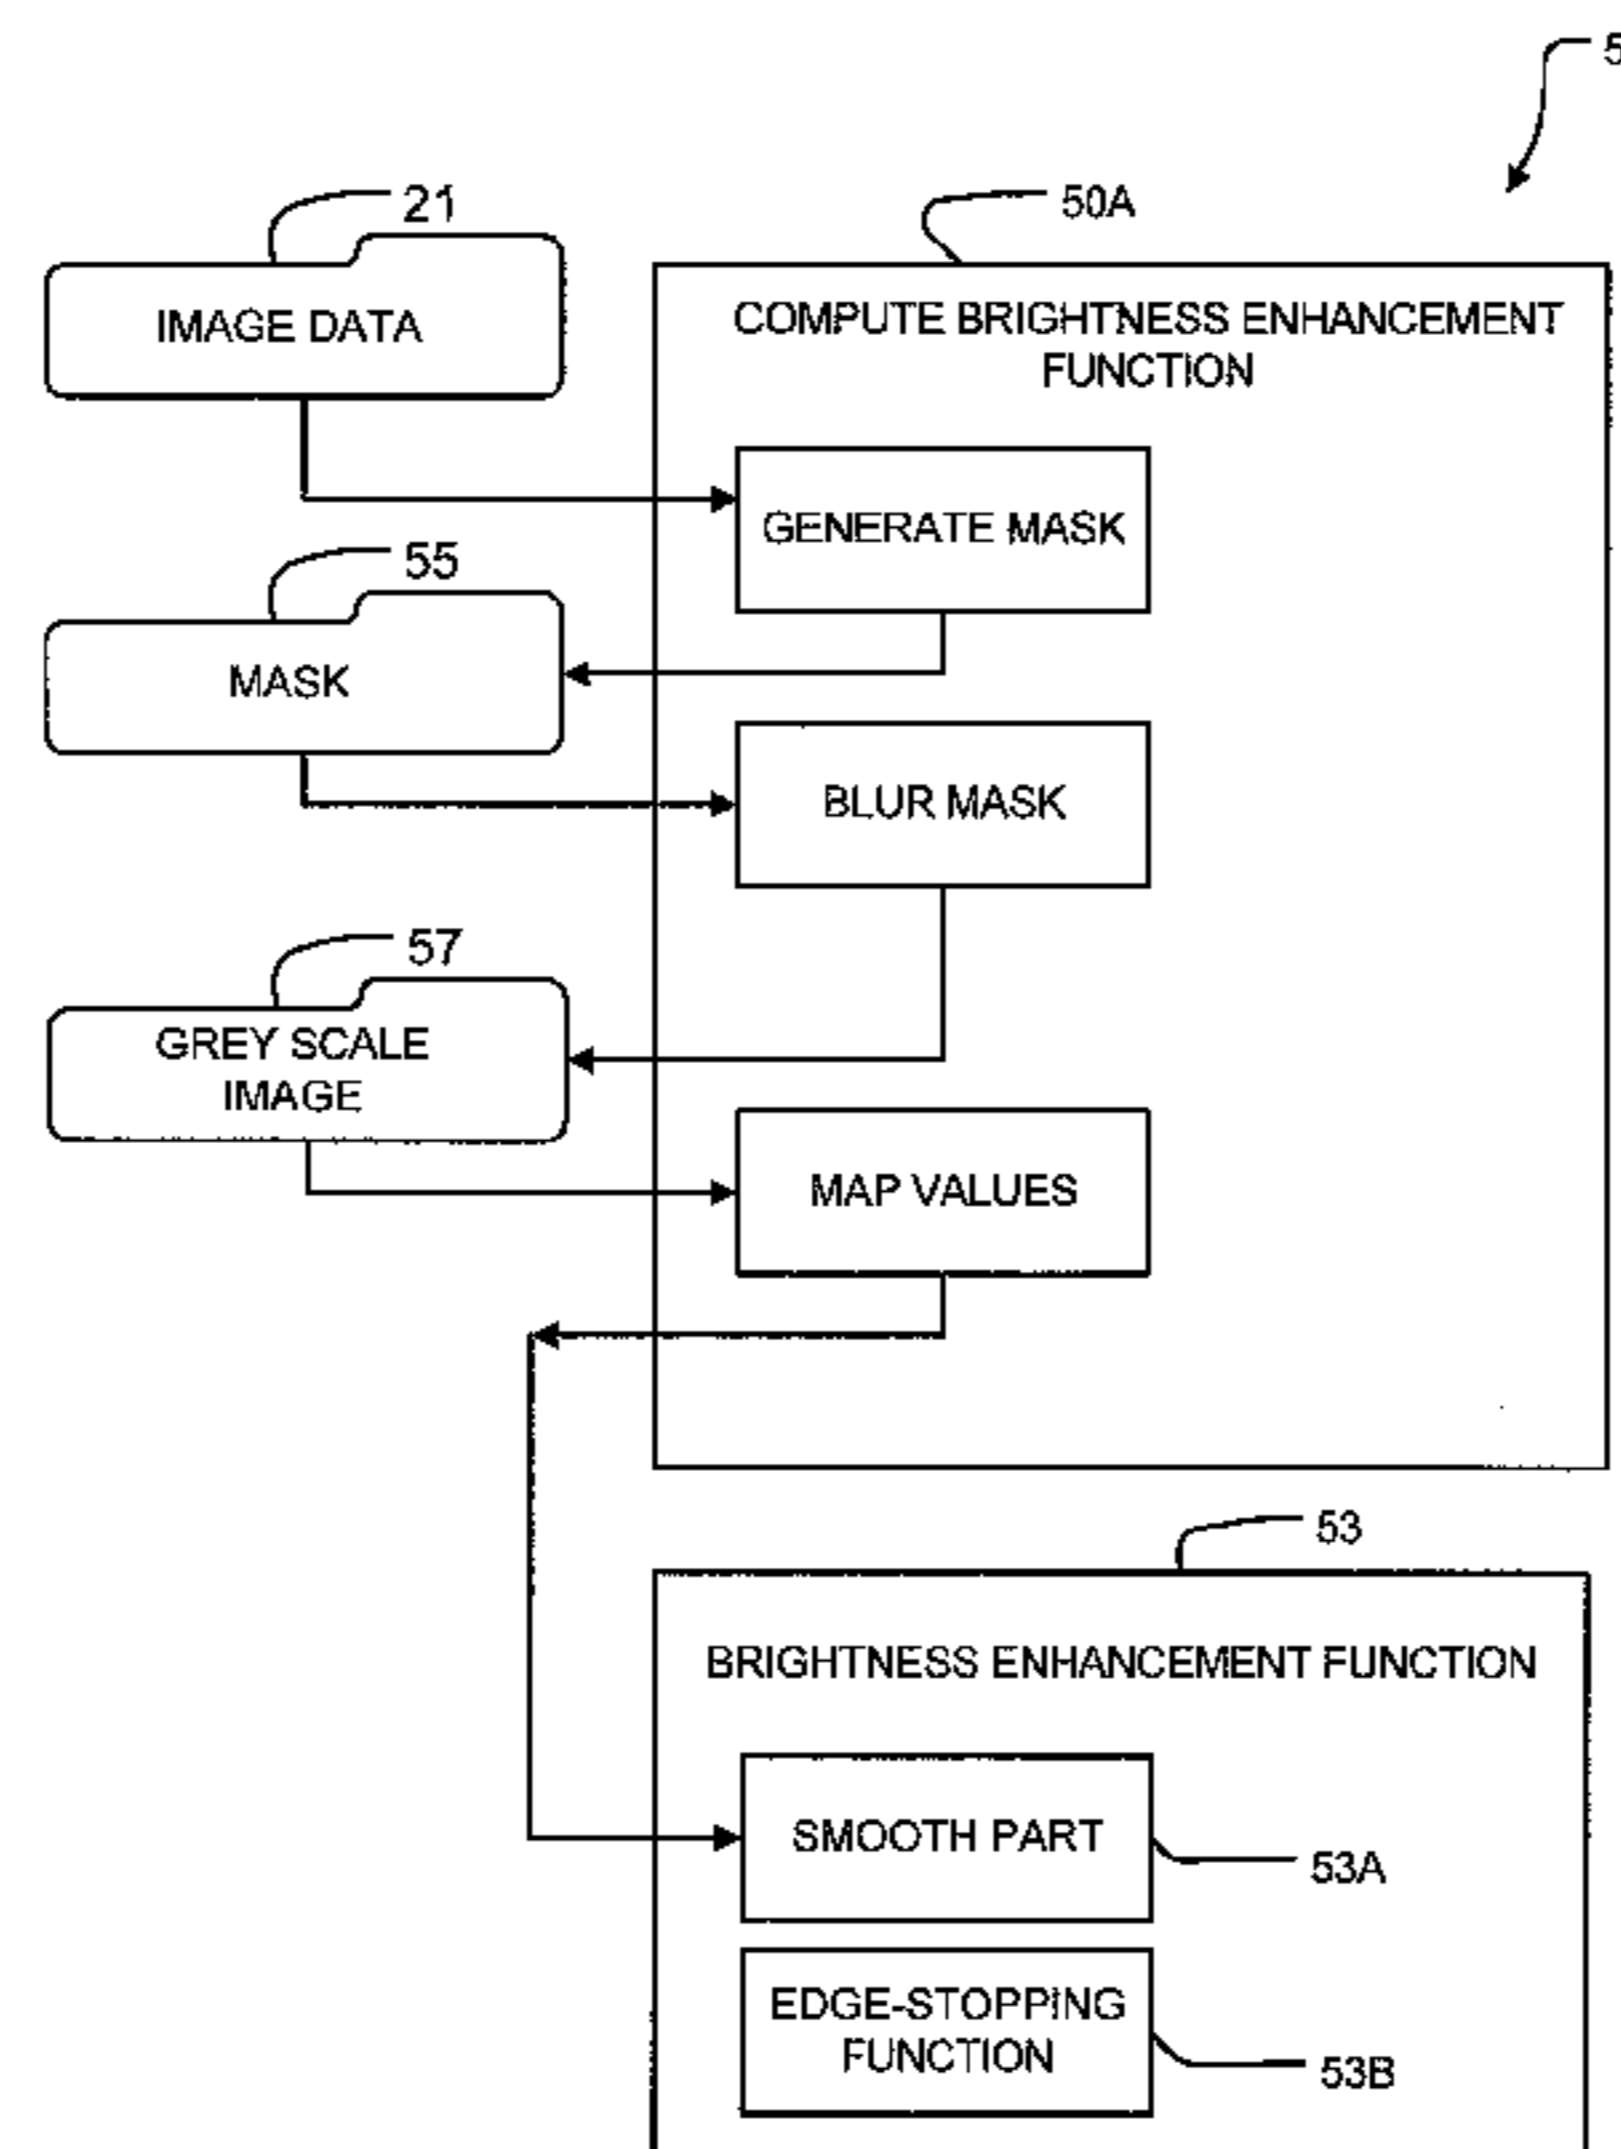 5
21
50A
IMAGE DATA
COMPUTE BRIGHTNESS ENHANCEMENT
FUNCTION
GENERATE MASK
55
MASK
BLUR MASK
57
GREY SCALE
IMAGE
MAP VALUES
53
BRIGHTNESS ENHANCEMENT FUNCTION
SMOOTH PART
53A
EDGE-STOPPING
FUNCTION
53B